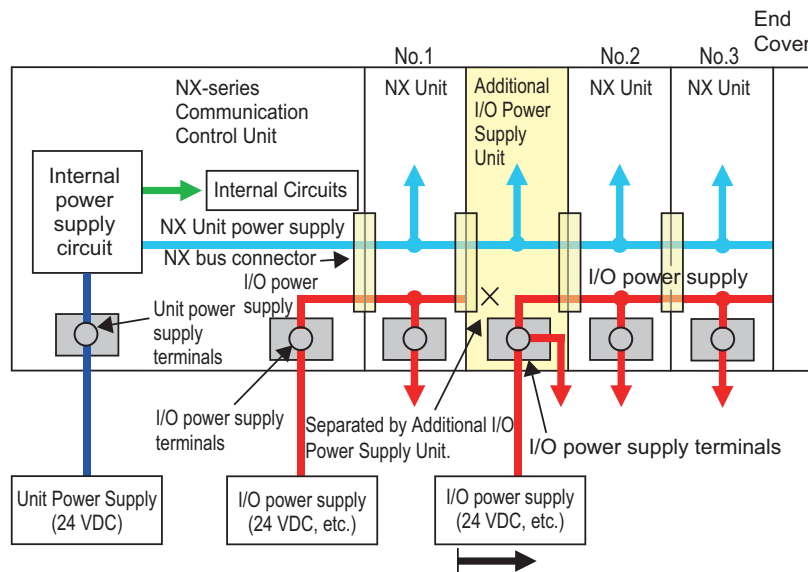 End
Cover
No.1
No.2
No.3
NX-series
Communication
Control Unit
NX Unit
Additional
I/O Power
Supply
Unit
NX Unit
NX Unit
Internal
power
supply
circuit
Internal Circuits
NX Unit power supply
NX bus connector
I/O power
supply
I/O power supply
Unit power
supply
terminals
I/O power supply
terminals
Separated by Additional I/O
Power Supply Unit.
I/O power supply terminals
Unit Power Supply
(24 VDC)
I/O power supply
(24 VDC, etc.)
I/O power supply
(24 VDC, etc.)